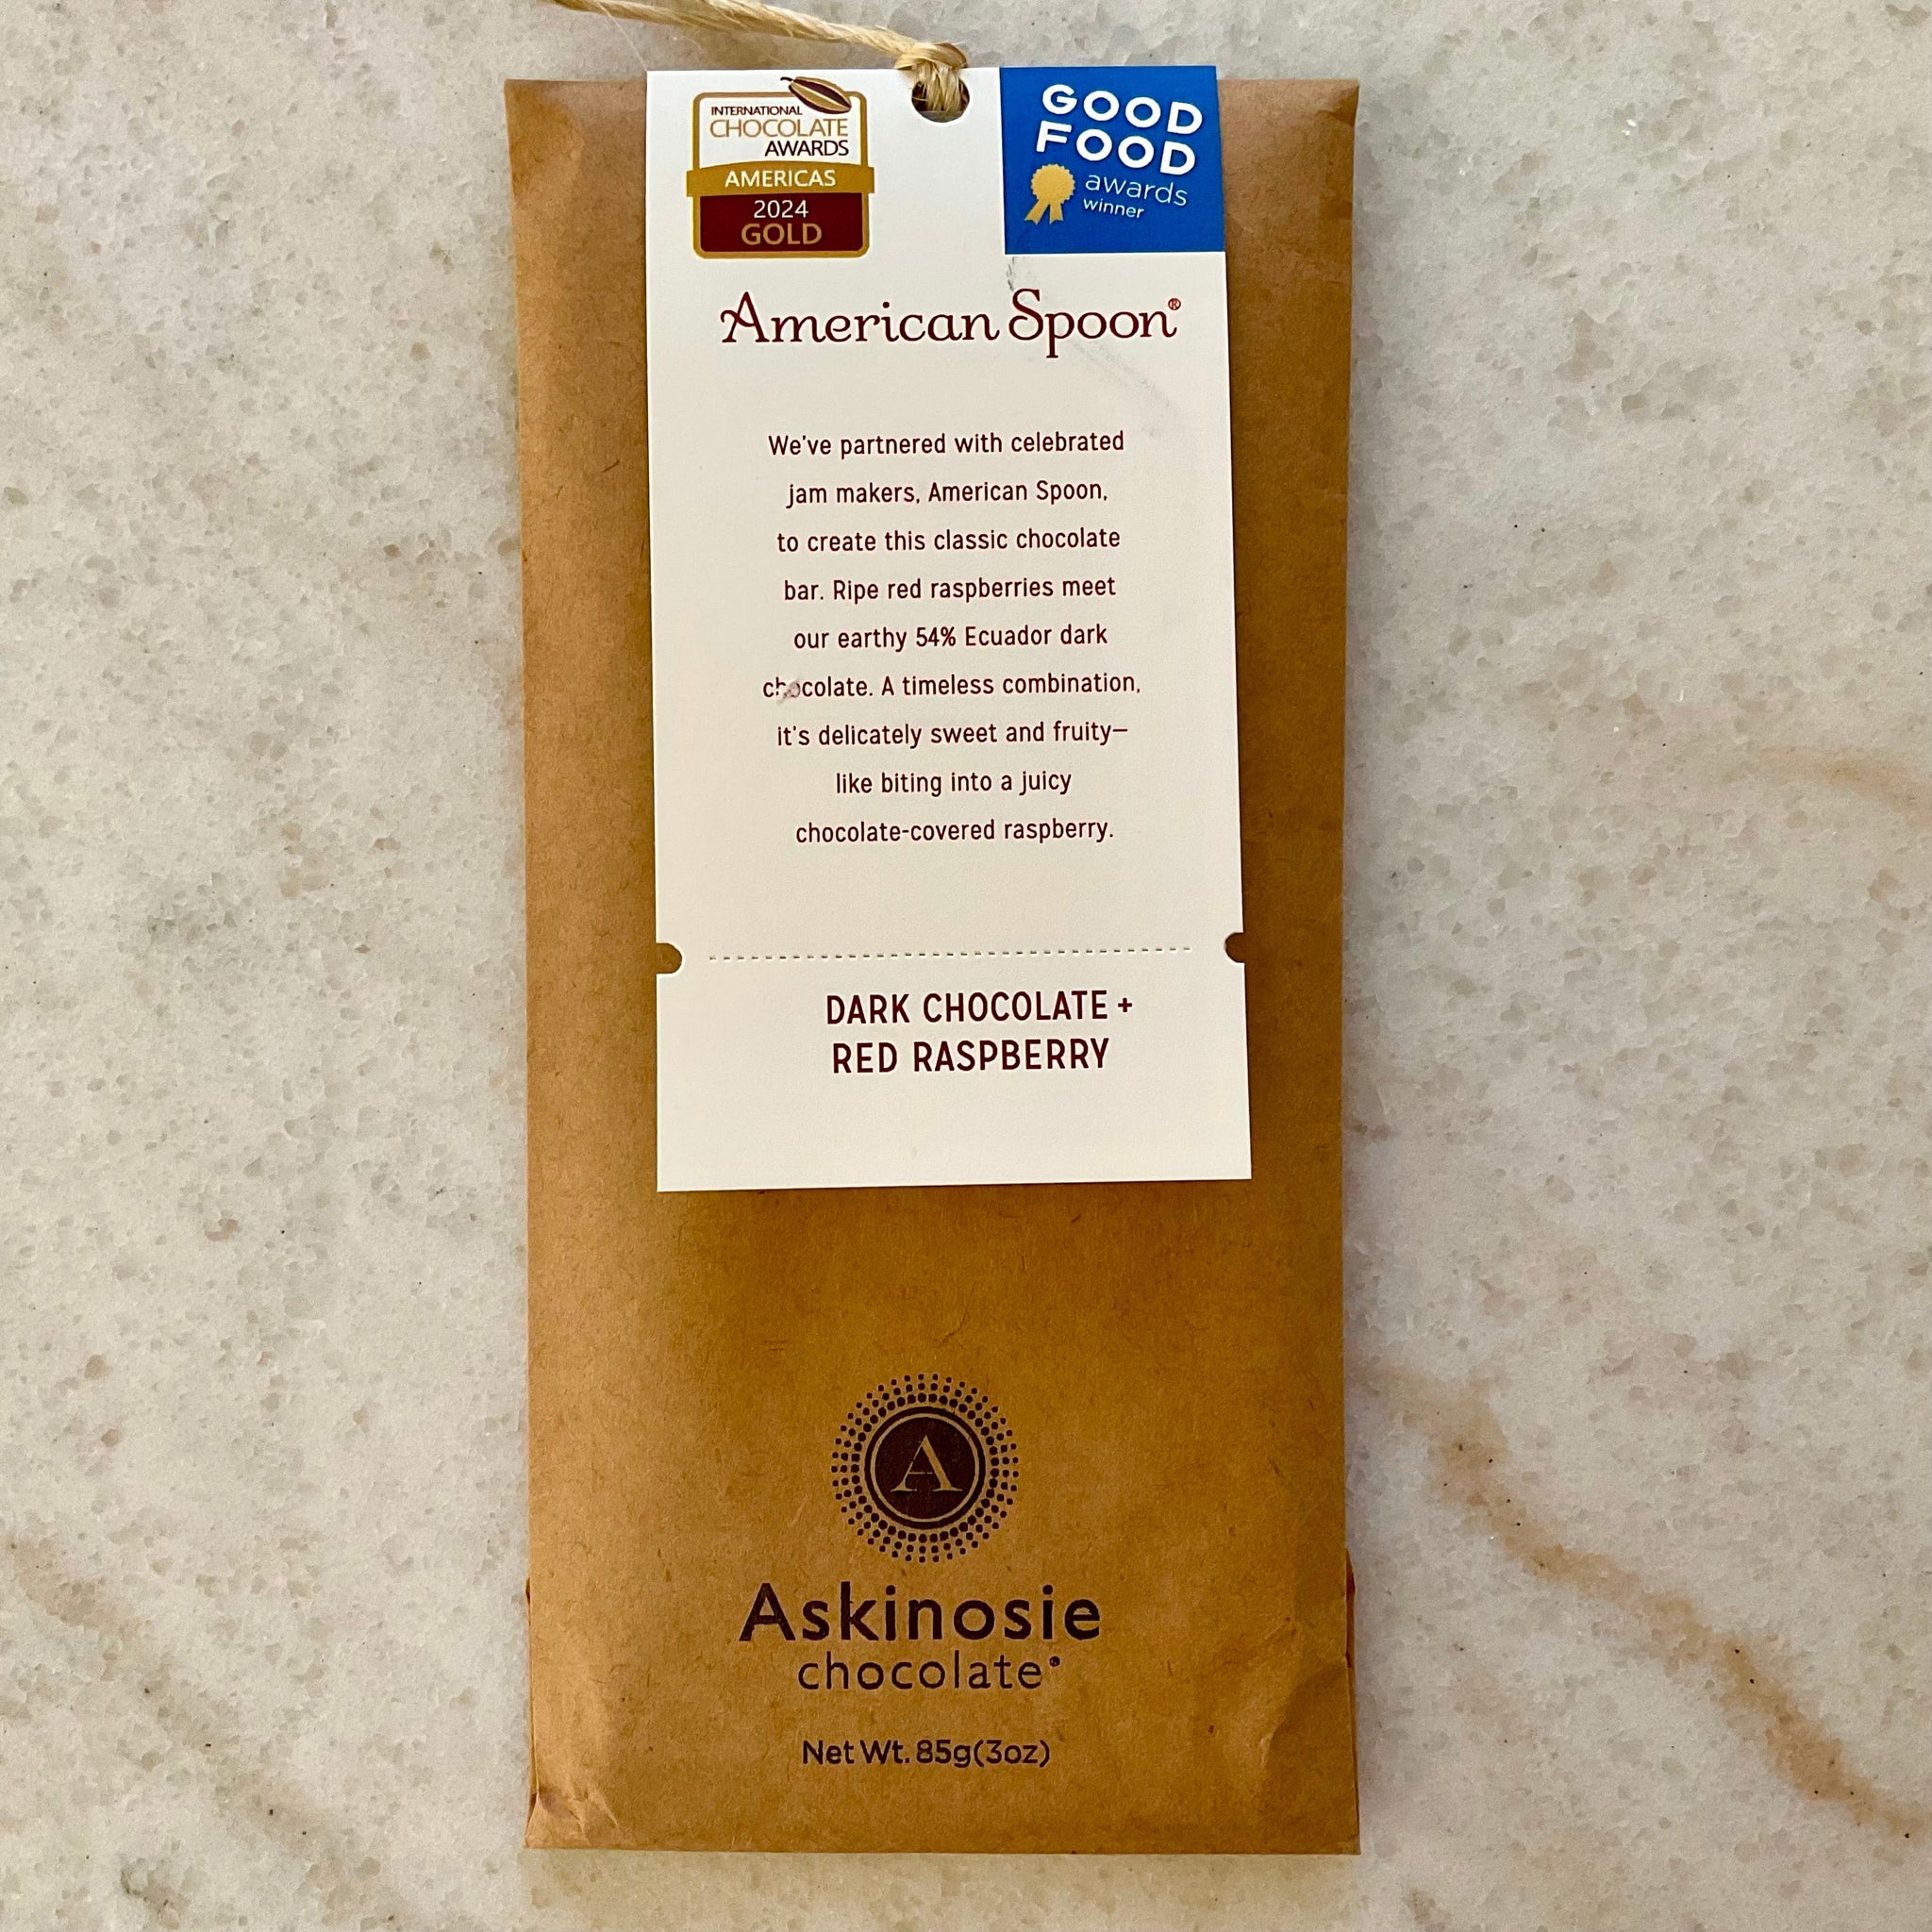 INTERNATIONAL
CHOCOLATE
AWARDS
AMERICAS
2024
GOLD
GOOD
FOOD
awards
winner
American Spoon®
We've partnered with celebrated
jam makers, American Spoon,
to create this classic chocolate
bar. Ripe red raspberries meet
our earthy 54% Ecuador dark
chocolate. A timeless combination,
it's delicately sweet and fruity—
like biting into a juicy
chocolate-covered raspberry.
DARK CHOCOLATE +
RED RASPBERRY
A
Askinosie
chocolate®
Net Wt. 85g(3oz)